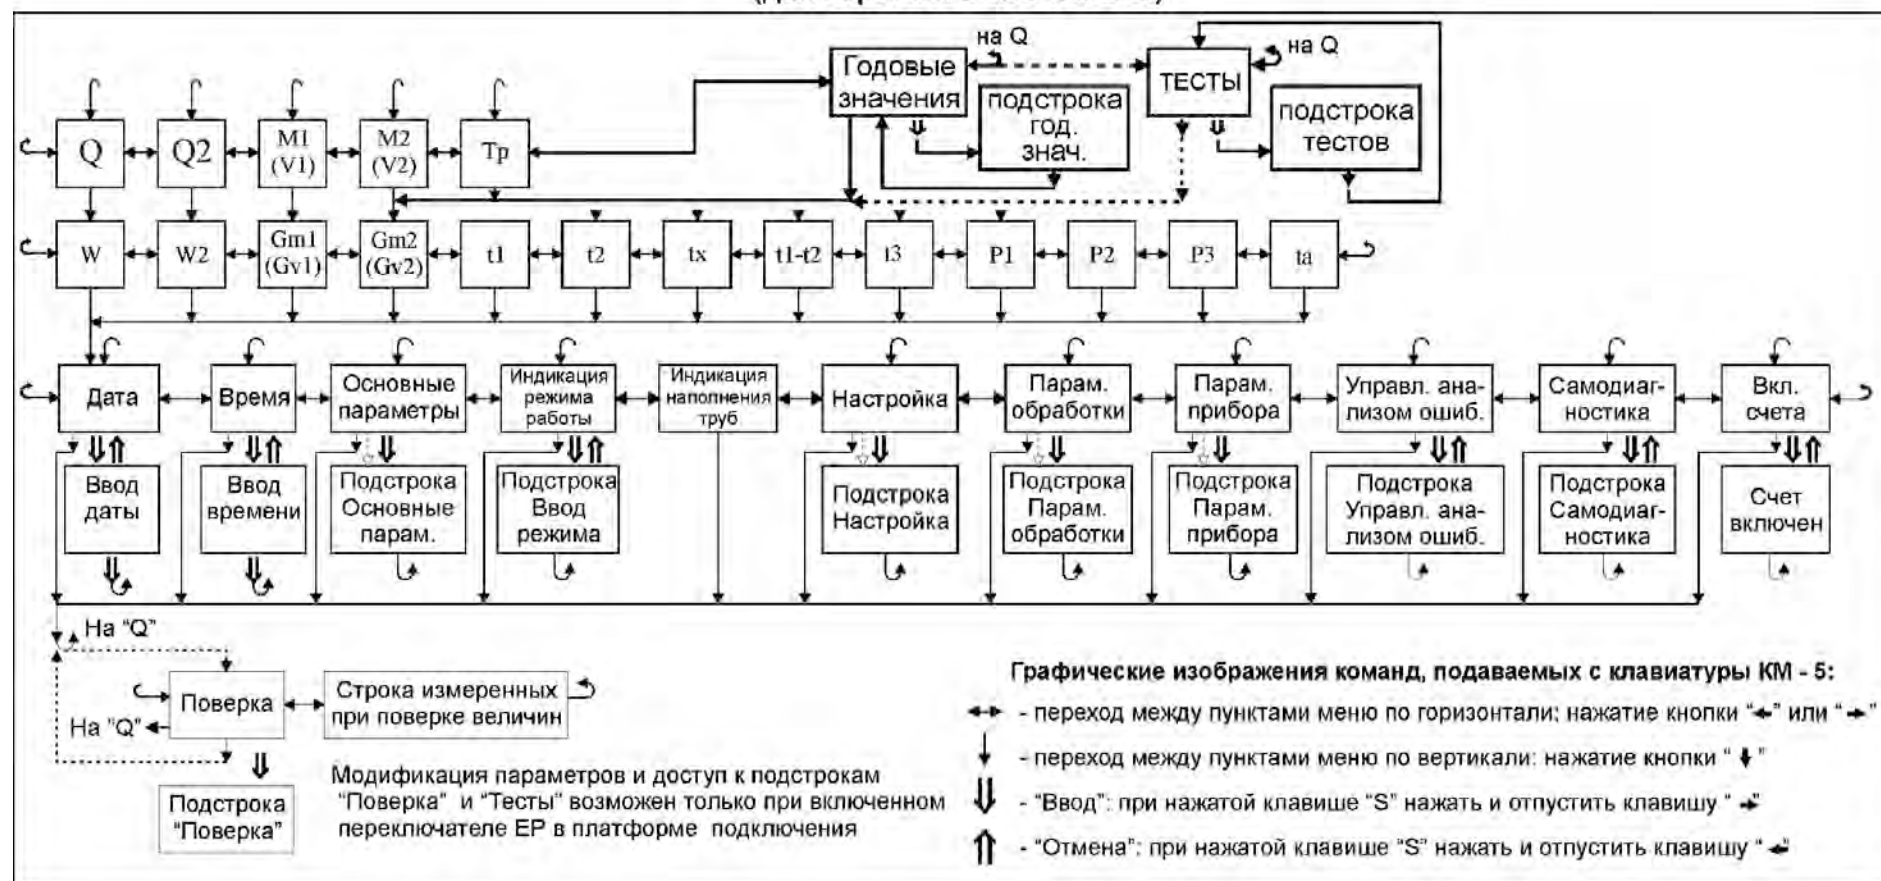 на Q
на Q
Годовые
значения
ТЕСТЫ
подстрока
год.
знач.
подстрока
тестов
Q
Q2
M1
(V1)
M2
(V2)
Тр
W
W2
Gm1
(Gv1)
Gm2
(Gv2)
t1
t2
tx
t1-t2
t3
P1
P2
P3
ta
Дата
Время
Основные
параметры
Индикация
режима
работы
Индикация
наполнения
труб
Настройка
Парам.
обработки
Парам.
прибора
Управл. ана-
лизом ошиб.
Самодиаг-
ностика
Вкл.
счета
Ввод
даты
Ввод
времени
Подстрока
Основные
парам.
Подстрока
Ввод
режима
Подстрока
Настройка
Подстрока
Парам.
обработки
Подстрока
Парам.
прибора
Подстрока
Управл. ана-
лизом ошиб.
Подстрока
Самодиаг-
ностика
Счет
включен
На "Q"
Поверка
Строка измеренных
при поверке величин
На "Q"
Подстрока
"Поверка"
Модификация параметров и доступ к подстрокам
"Поверка" и "Тесты" возможен только при включенном
переключателе EP в платформе подключения
Графические изображения команд, подаваемых с клавиатуры КМ - 5:
↔ - переход между пунктами меню по горизонтали: нажатие кнопки "←" или "→"
↓ - переход между пунктами меню по вертикали: нажатие кнопки "↓"
⇓ - "Ввод": при нажатой клавише "S" нажать и отпустить клавишу "→"
⇑ - "Отмена": при нажатой клавише "S" нажать и отпустить клавишу "←"